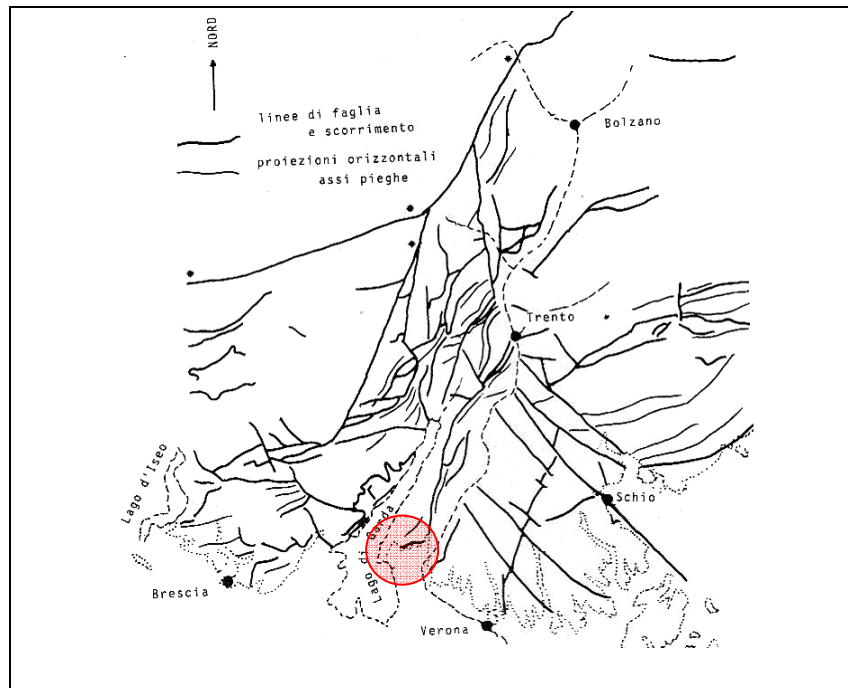 NORD
linee di faglia
e scorrimento
proiezioni orizzontali
assi pieghe
Bolzano
Trento
Lago d'Iseo
Schio
Lago di Garda
Brescia
Verona